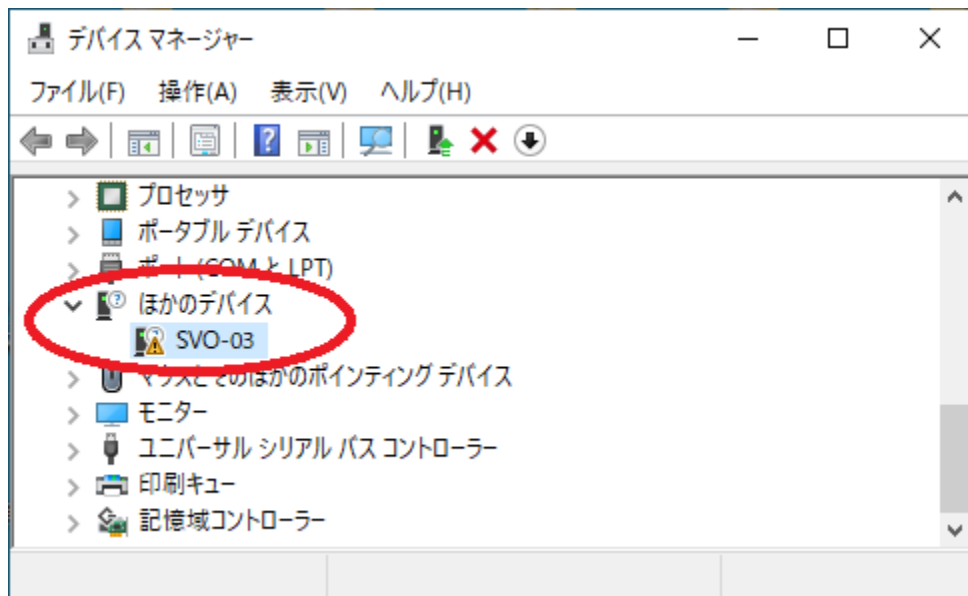 デバイス マネージャー
ファイル(F) 操作(A) 表示(V) ヘルプ(H)
プロセッサ
ポータブル デバイス
ポート (COM と LPT)
ほかのデバイス
SVO-03
マウスとそのほかのポインティング デバイス
モニター
ユニバーサル シリアル バス コントローラー
印刷キュー
記憶域コントローラー